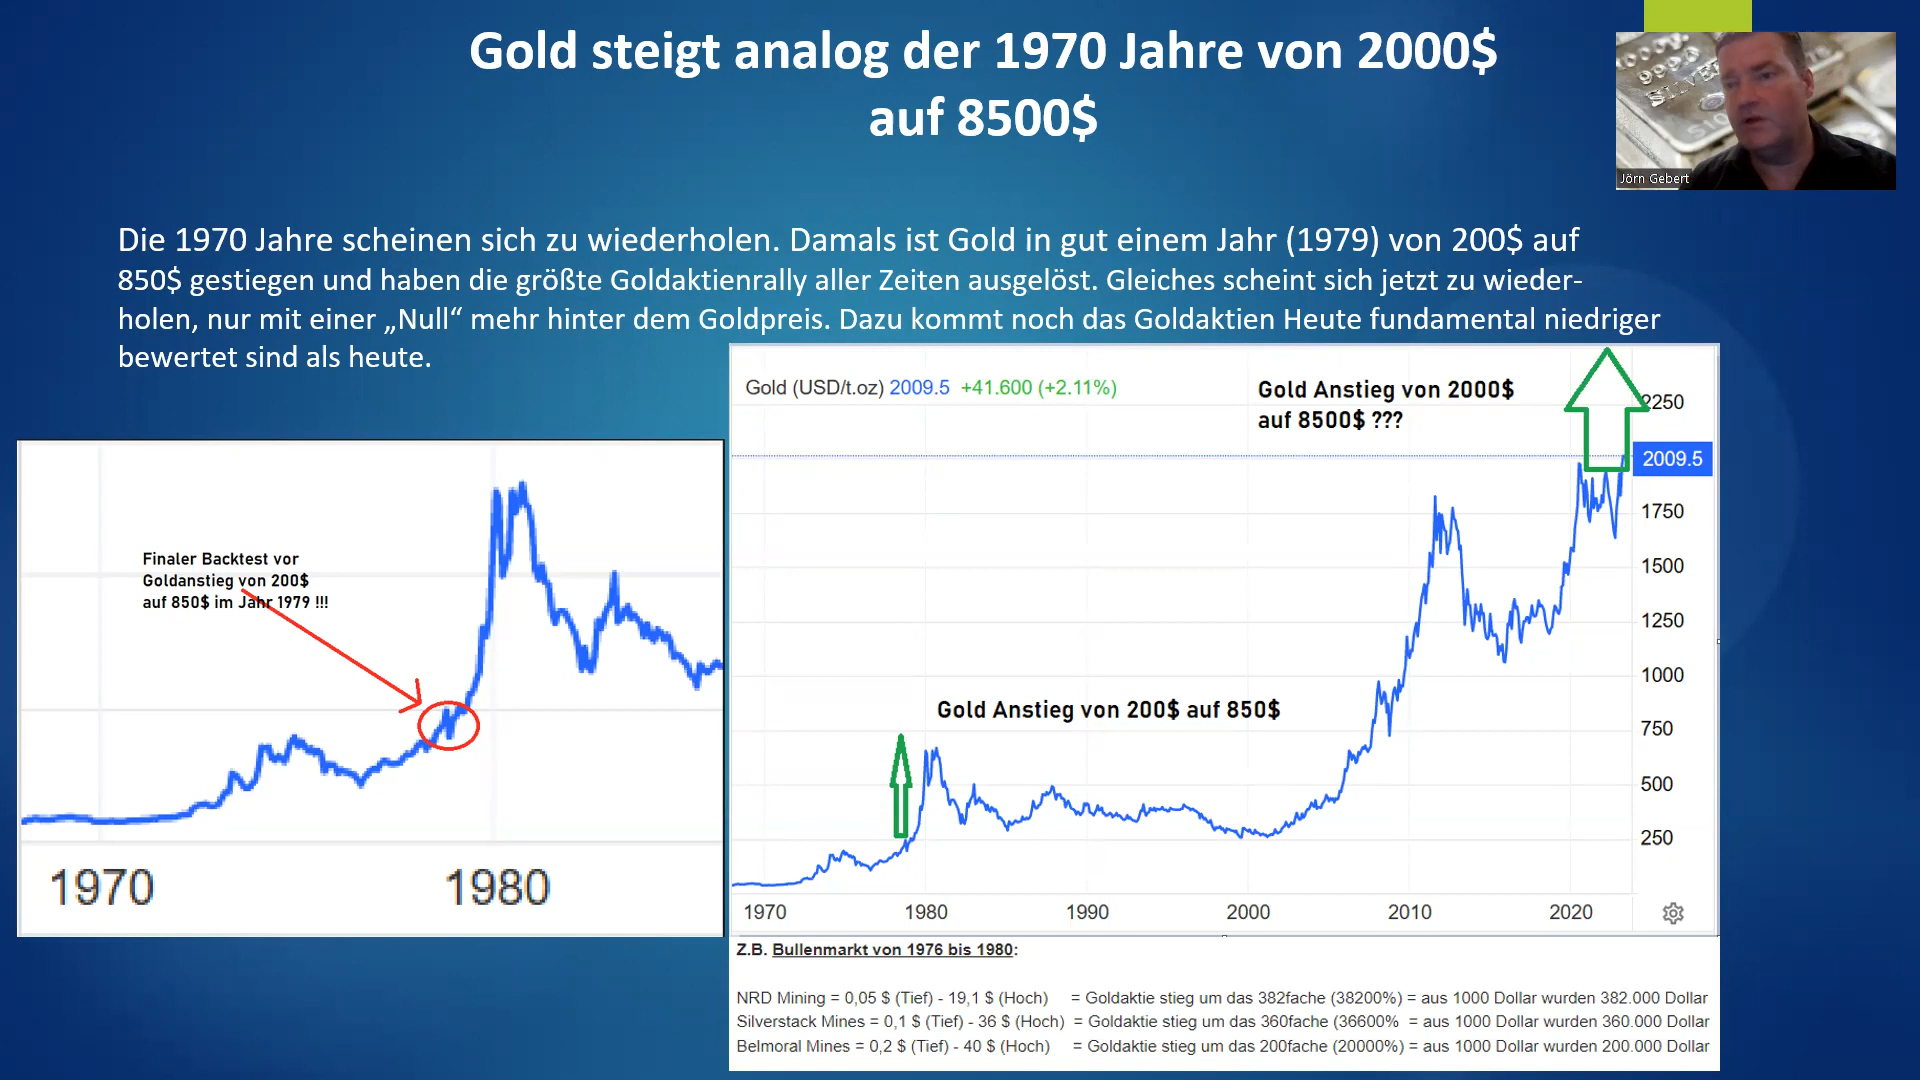 Gold steigt analog der 1970 Jahre von 2000$
auf 8500$
Jörn Gebert
Die 1970 Jahre scheinen sich zu wiederholen. Damals ist Gold in gut einem Jahr (1979) von 200$ auf
850$ gestiegen und haben die größte Goldaktienrally aller Zeiten ausgelöst. Gleiches scheint sich jetzt zu wieder-
holen, nur mit einer „Null“ mehr hinter dem Goldpreis. Dazu kommt noch das Goldaktien Heute fundamental niedriger
bewertet sind als heute.
Finaler Backtest vor
Goldanstieg von 200$
auf 850$ im Jahr 1979 !!!
1970
1980
Gold (USD/t.oz) 2009.5 +41.600 (+2.11%)
Gold Anstieg von 2000$
auf 8500$ ???
2250
2009.5
1750
1500
1250
1000
750
500
250
Gold Anstieg von 200$ auf 850$
1970
1980
1990
2000
2010
2020
Z.B. Bullenmarkt von 1976 bis 1980:
NRD Mining = 0,05 $ (Tief) - 19,1 $ (Hoch) = Goldaktie stieg um das 382fache (38200%) = aus 1000 Dollar wurden 382.000 Dollar
Silverstack Mines = 0,1 $ (Tief) - 36 $ (Hoch) = Goldaktie stieg um das 360fache (36600% = aus 1000 Dollar wurden 360.000 Dollar
Belmoral Mines = 0,2 $ (Tief) - 40 $ (Hoch) = Goldaktie stieg um das 200fache (20000%) = aus 1000 Dollar wurden 200.000 Dollar